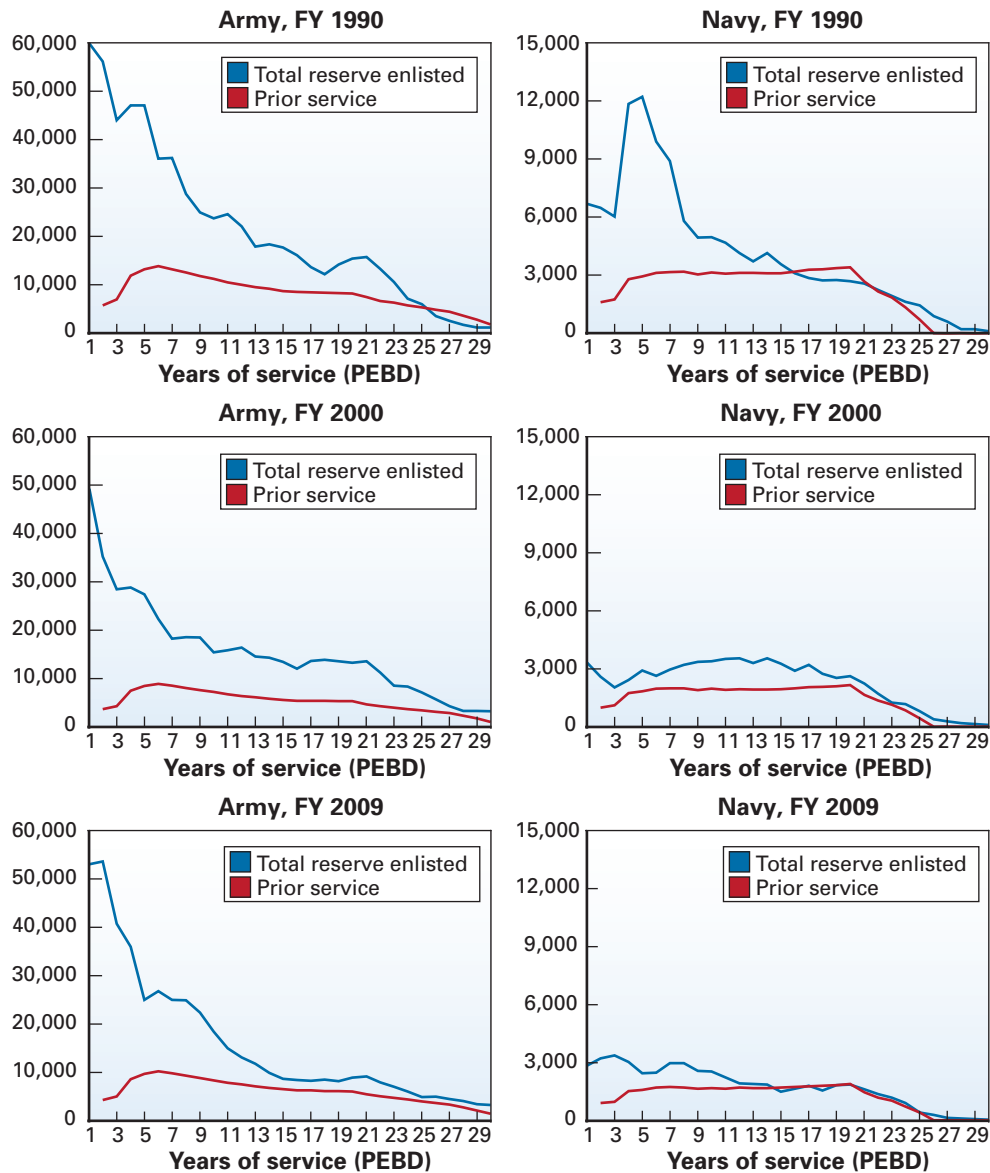 Army, FY 1990
60,000
50,000
40,000
30,000
20,000
10,000
0
Total reserve enlisted
Prior service
1 3 5 7 9 11 13 15 17 19 21 23 25 27 29
Years of service (PEBD)
Navy, FY 1990
15,000
12,000
9,000
6,000
3,000
0
Total reserve enlisted
Prior service
1 3 5 7 9 11 13 15 17 19 21 23 25 27 29
Years of service (PEBD)
Army, FY 2000
60,000
50,000
40,000
30,000
20,000
10,000
0
Total reserve enlisted
Prior service
1 3 5 7 9 11 13 15 17 19 21 23 25 27 29
Years of service (PEBD)
Navy, FY 2000
15,000
12,000
9,000
6,000
3,000
0
Total reserve enlisted
Prior service
1 3 5 7 9 11 13 15 17 19 21 23 25 27 29
Years of service (PEBD)
Army, FY 2009
60,000
50,000
40,000
30,000
20,000
10,000
0
Total reserve enlisted
Prior service
1 3 5 7 9 11 13 15 17 19 21 23 25 27 29
Years of service (PEBD)
Navy, FY 2009
15,000
12,000
9,000
6,000
3,000
0
Total reserve enlisted
Prior service
1 3 5 7 9 11 13 15 17 19 21 23 25 27 29
Years of service (PEBD)